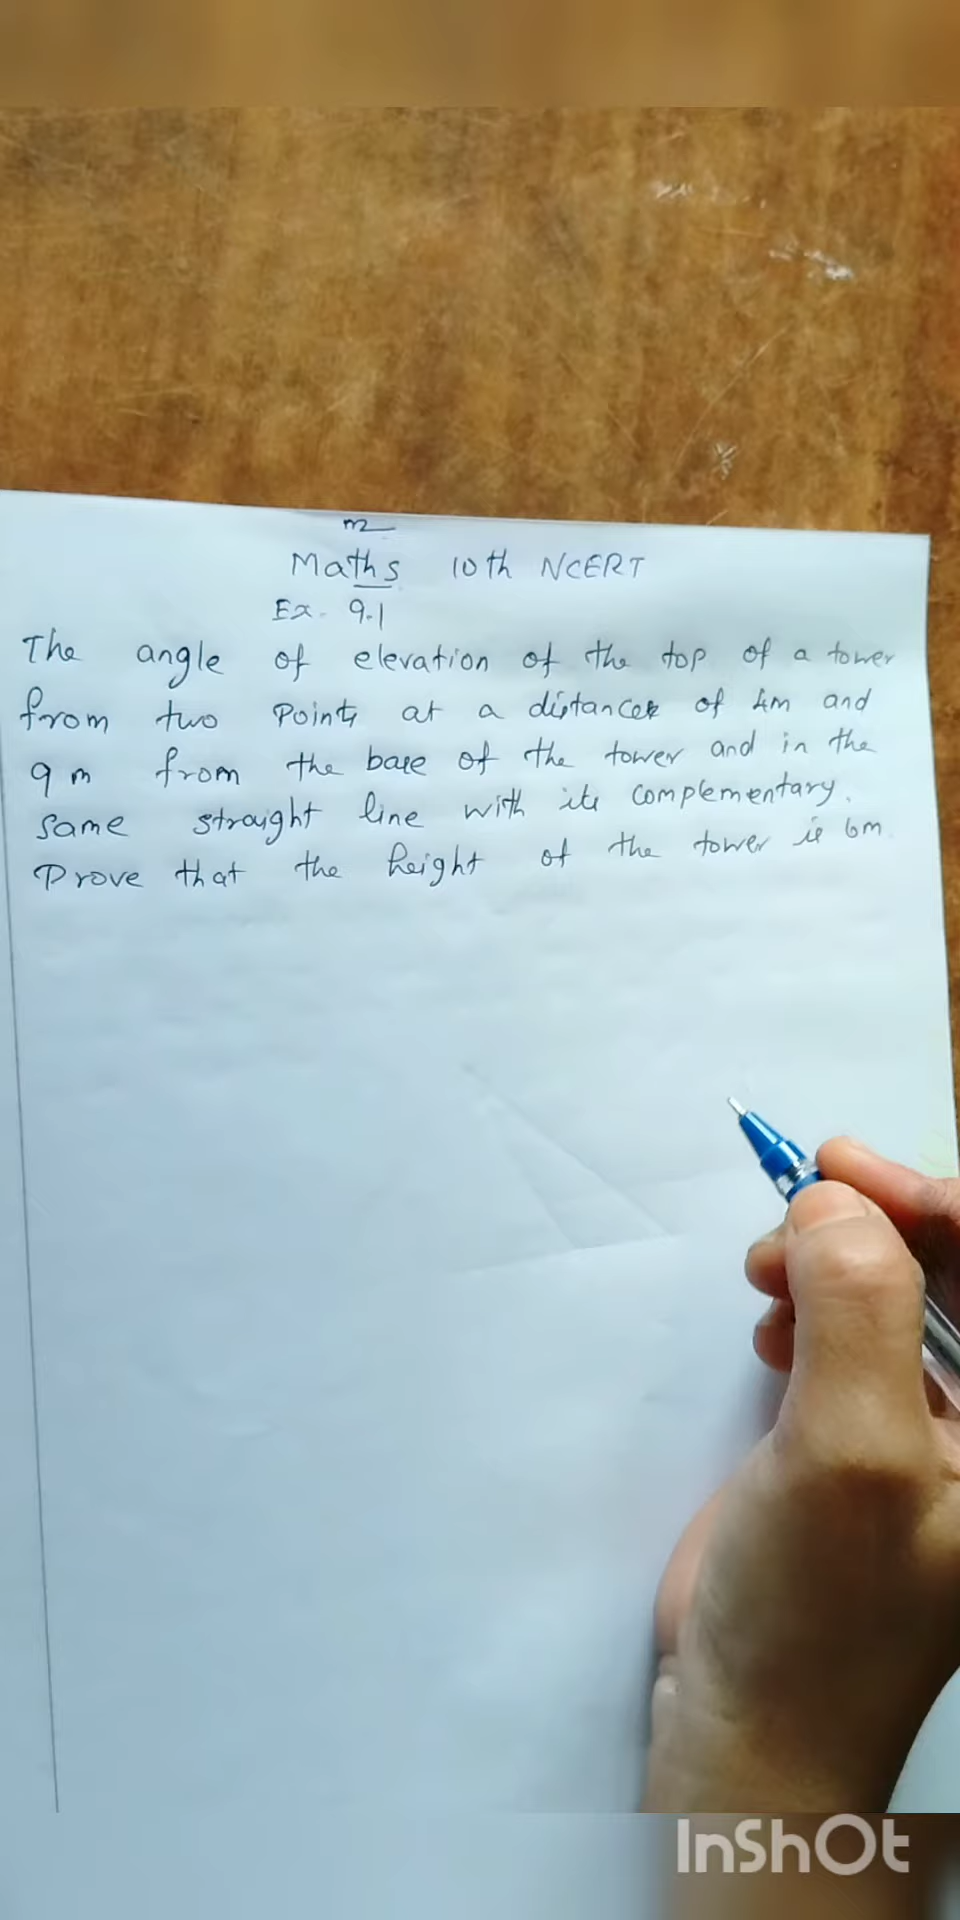 m
Maths 10th NCERT
Ex. 9.1
The angle of elevation of the top of a tower
from two points at a distances of 4m and
9 m from the base of the tower and in the
same straight line with its complementary.
Prove that the height of the tower is 6m
InShOt